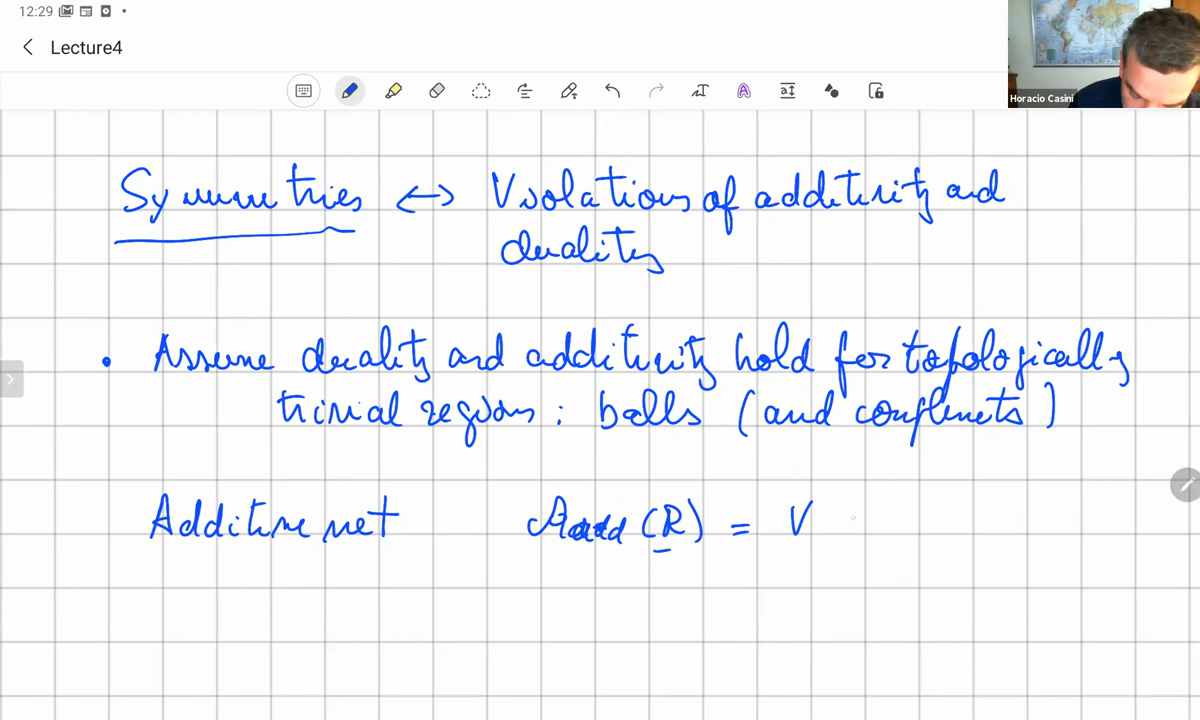 12:29
Lecture4
Horacio Casini
Symmetries ↔ Violations of additivity and
duality
• Assume duality and additivity hold for topologically
trivial regions : balls (and complements)
Additive net A_add (R) = V